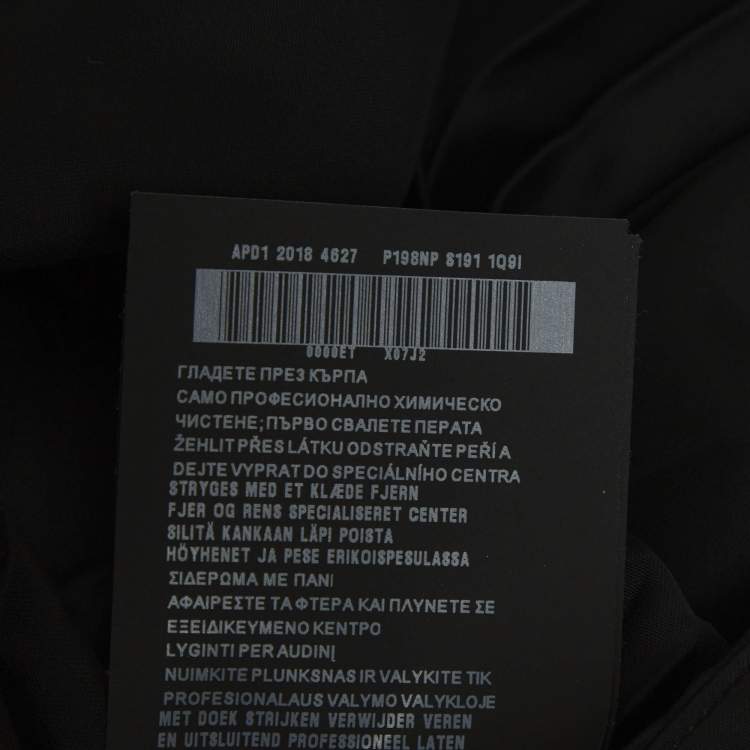 APD1 2018 4627 P198NP 8191 1Q9I
0000ET X07J2
ГЛАДЕТЕ ПРЕЗ КЪРПА
САМО ПРОФЕСИОНАЛНО ХИМИЧЕСКО
ЧИСТЕНЕ; ПЪРВО СВАЛЕТЕ ПЕРАТА
ŽEHLIT PŘES LÁTKU ODSTRAŇTE PEŘÍ A
DEJTE VYPRAT DO SPECIÁLNÍHO CENTRA
STRYGES MED ET KLÆDE FJERN
FJER OG RENS SPECIALISERET CENTER
SILITÄ KANKAAN LÄPI POISTA
HÖYHENET JA PESE ERIKOISPESULASSA
ΣΙΔΕΡΩΜΑ ΜΕ ΠΑΝΙ
ΑΦΑΙΡΕΣΤΕ ΤΑ ΦΤΕΡΑ ΚΑΙ ΠΛΥΝΕΤΕ ΣΕ
ΕΞΕΙΔΙΚΕΥΜΕΝΟ ΚΕΝΤΡΟ
LYGINTI PER AUDINĮ
NUIMKITE PLUNKSNAS IR VALYKITE TIK
PROFESIONALAUS VALYMO VALYKLOJE
MET DOEK STRIJKEN VERWIJDER VEREN
EN UITSLUITEND PROFESSIONEEL LATEN